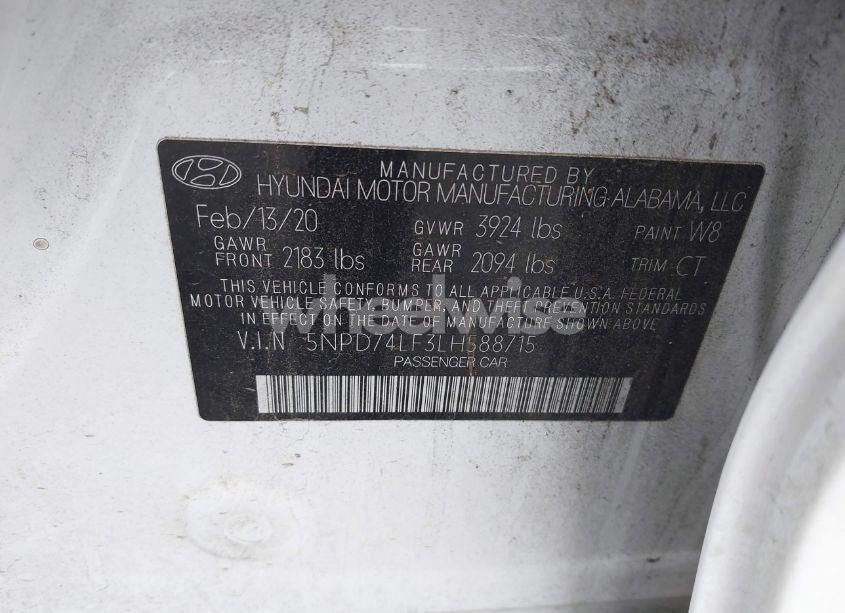 MANUFACTURED BY
HYUNDAI MOTOR MANUFACTURING ALABAMA, LLC
Feb/13/20 GVWR 3924 lbs PAINT W8
GAWR FRONT 2183 lbs GAWR REAR 2094 lbs TRIM CT
THIS VEHICLE CONFORMS TO ALL APPLICABLE U.S.A. FEDERAL
MOTOR VEHICLE SAFETY, BUMPER, AND THEFT PREVENTION STANDARDS
IN EFFECT ON THE DATE OF MANUFACTURE SHOWN ABOVE
V.I.N 5NPD74LF3LH588715
PASSENGER CAR
wheelwise